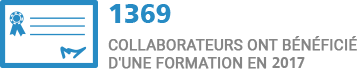 1369
COLLABORATEURS ONT BÉNÉFICIÉ
D'UNE FORMATION EN 2017